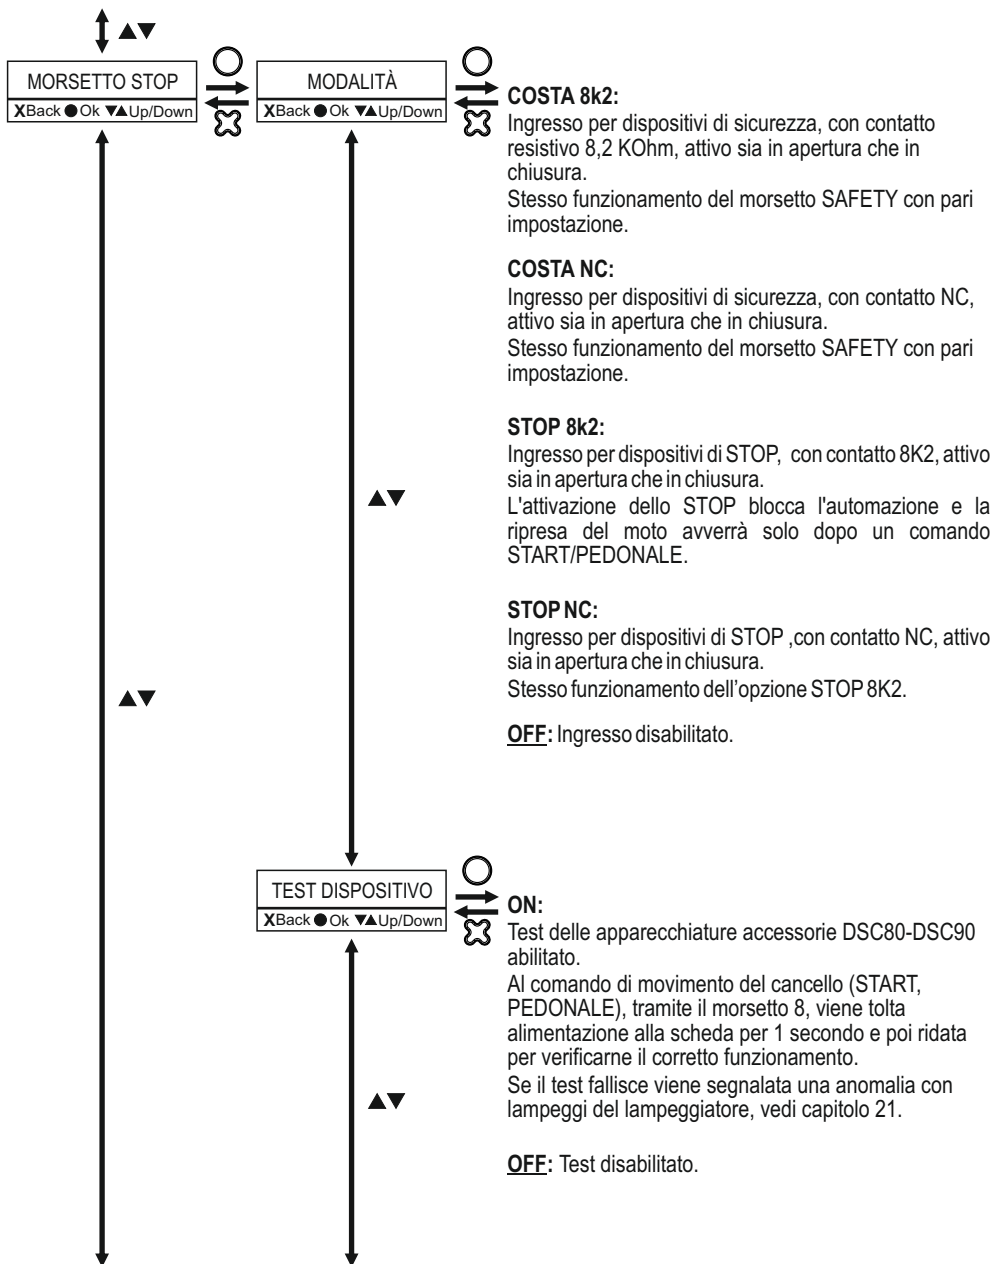 ▲▼
MORSETTO STOP
XBack ●Ok ▼▲Up/Down
MODALITÀ
XBack ●Ok ▼▲Up/Down
COSTA 8k2:
Ingresso per dispositivi di sicurezza, con contatto
resistivo 8,2 KOhm, attivo sia in apertura che in
chiusura.
Stesso funzionamento del morsetto SAFETY con pari
impostazione.
COSTA NC:
Ingresso per dispositivi di sicurezza, con contatto NC,
attivo sia in apertura che in chiusura.
Stesso funzionamento del morsetto SAFETY con pari
impostazione.
STOP 8k2:
Ingresso per dispositivi di STOP, con contatto 8K2, attivo
sia in apertura che in chiusura.
L'attivazione dello STOP blocca l'automazione e la
ripresa del moto avverrà solo dopo un comando
START/PEDONALE.
▲▼
STOP NC:
Ingresso per dispositivi di STOP ,con contatto NC, attivo
sia in apertura che in chiusura.
Stesso funzionamento dell’opzione STOP 8K2.
▲▼
OFF: Ingresso disabilitato.
TEST DISPOSITIVO
XBack ●Ok ▼▲Up/Down
ON:
Test delle apparecchiature accessorie DSC80-DSC90
abilitato.
Al comando di movimento del cancello (START,
PEDONALE), tramite il morsetto 8, viene tolta
alimentazione alla scheda per 1 secondo e poi ridata
per verificarne il corretto funzionamento.
Se il test fallisce viene segnalata una anomalia con
lampeggi del lampeggiatore, vedi capitolo 21.
▲▼
OFF: Test disabilitato.